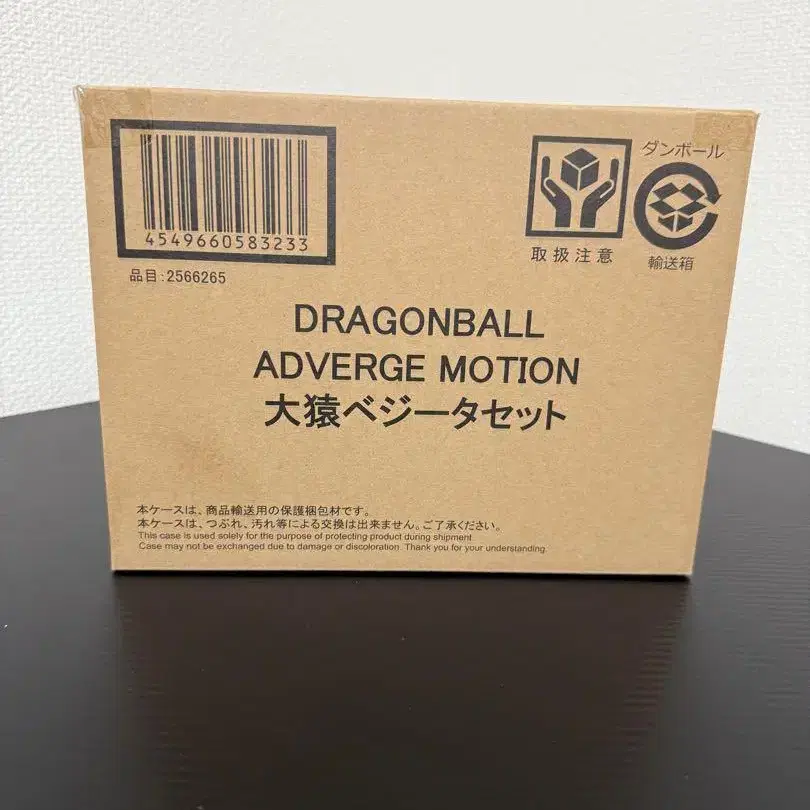 4549660583233
品目:2566265
取扱注意
ダンボール
輸送箱
DRAGONBALL
ADVERGE MOTION
大猿ベジータセット
本ケースは、商品輸送用の保護梱包材です。
本ケースは、つぶれ、汚れ等による交換は出来ません。ご了承ください。
This case is used solely for the purpose of protecting product during shipment.
Case may not be exchanged due to damage or discoloration. Thank you for your understanding.